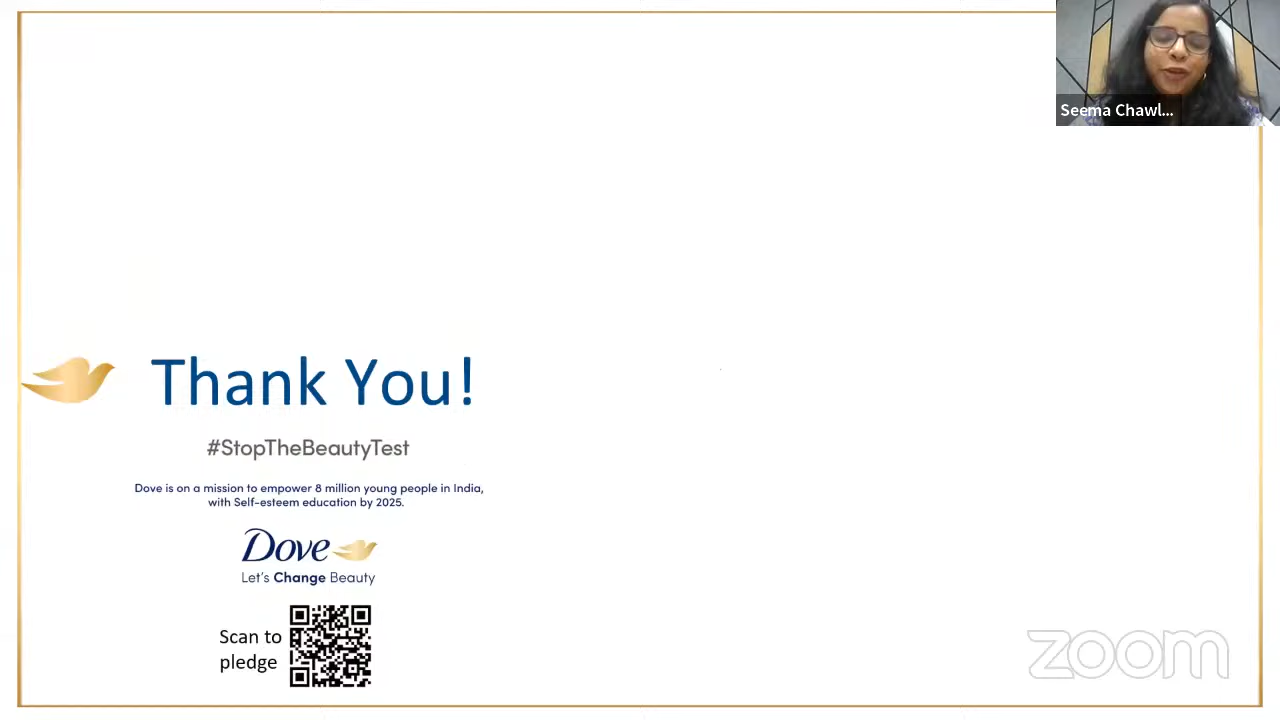 Seema Chawl...
Thank You!
#StopTheBeautyTest
Dove is on a mission to empower 8 million young people in India,
with Self-esteem education by 2025.
Dove
Let's Change Beauty
Scan to
pledge
zoom